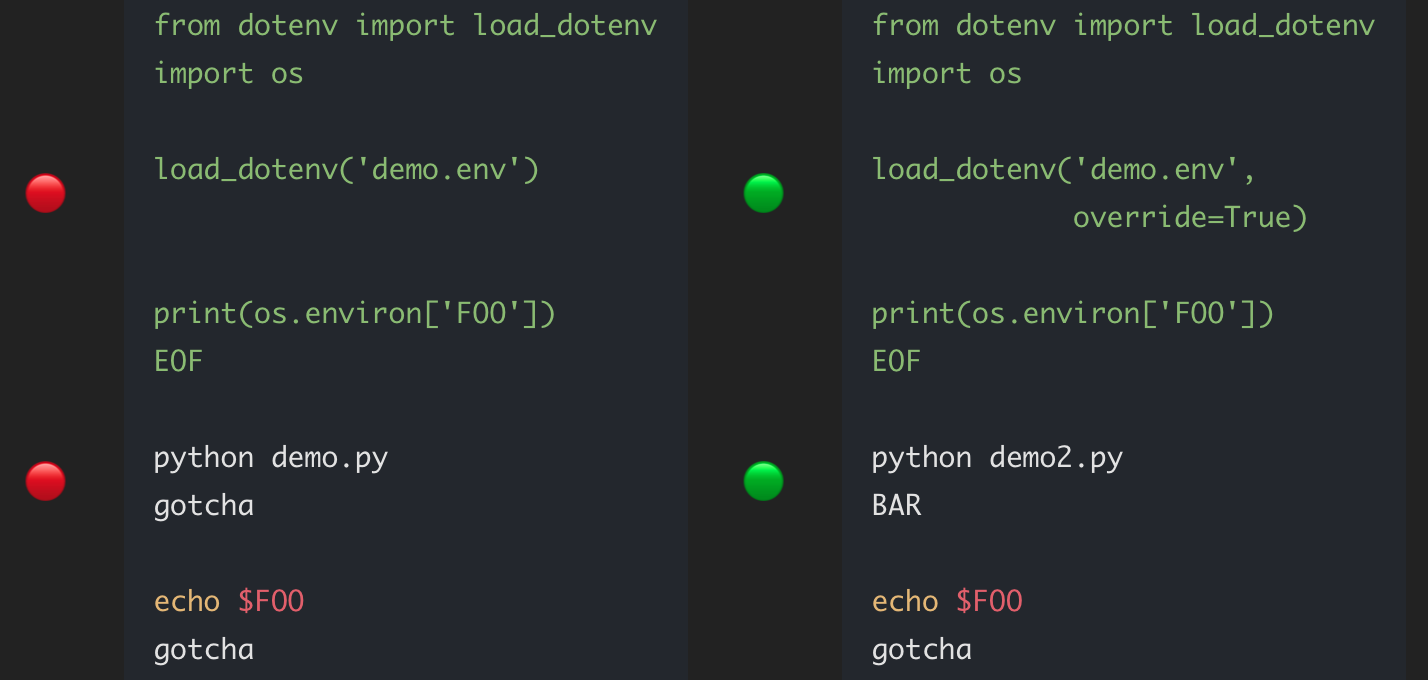 from dotenv import load_dotenv
import os
load_dotenv('demo.env')
print(os.environ['FOO'])
EOF
python demo.py
gotcha
echo $FOO
gotcha
from dotenv import load_dotenv
import os
load_dotenv('demo.env',
            override=True)
print(os.environ['FOO'])
EOF
python demo2.py
BAR
echo $FOO
gotcha